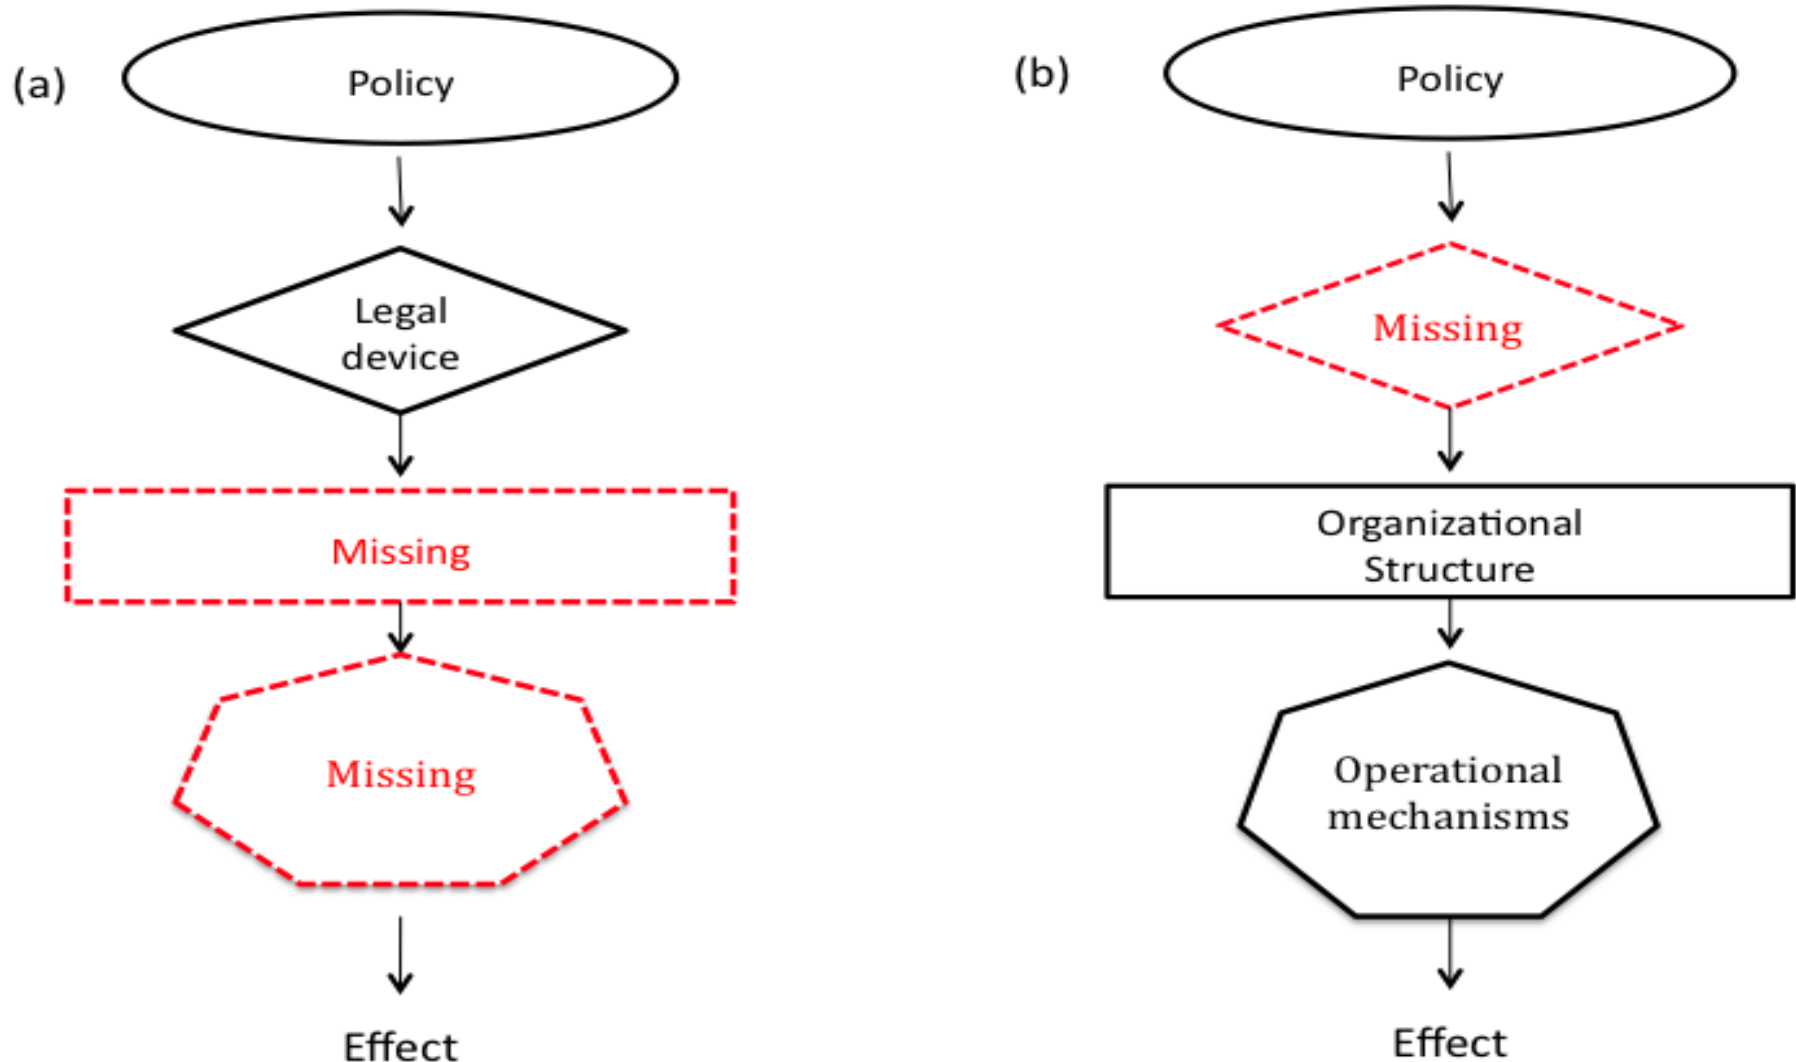 (a)
Policy
Legal
device
Missing
Missing
Effect
(b)
Policy
Missing
Organizational
Structure
Operational
mechanisms
Effect